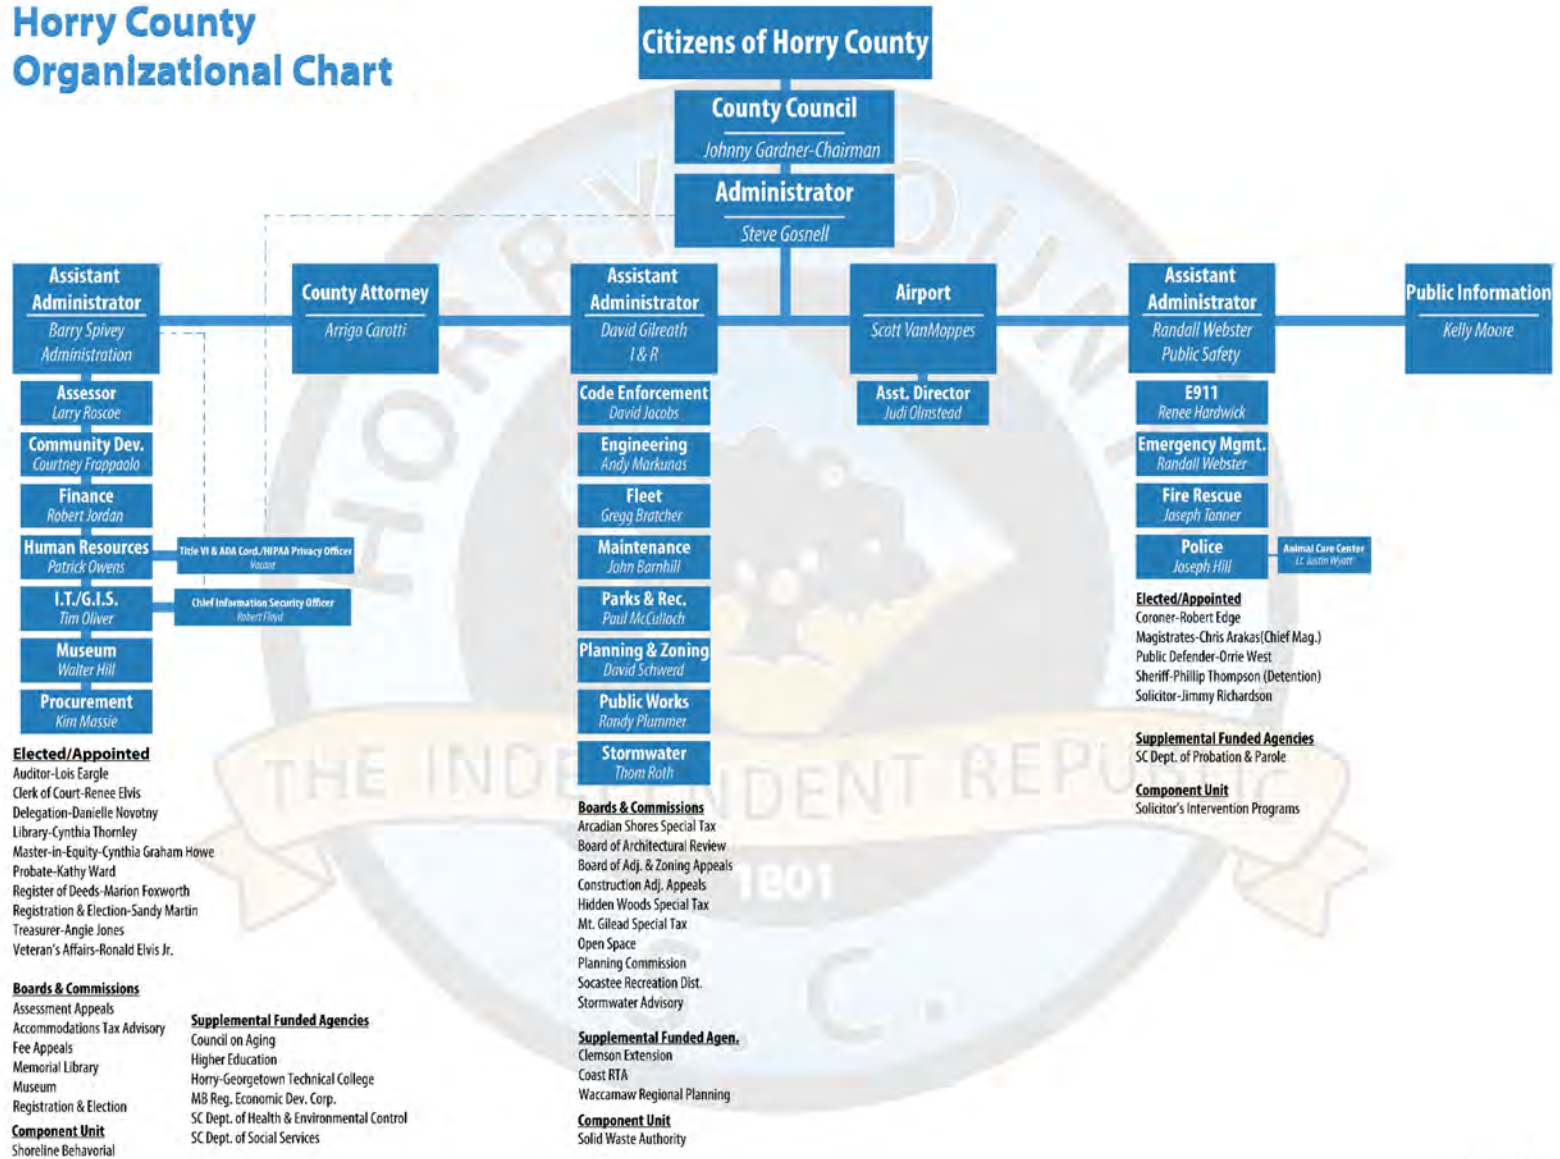 Horry County
Organizational Chart
Citizens of Horry County
County Council
Johnny Gardner-Chairman
Administrator
Steve Gosnell
Assistant
Administrator
Barry Spivey
Administration
County Attorney
Arrigo Carotti
Assistant
Administrator
David Gilreath
I & R
Airport
Scott VanMoppes
Assistant
Administrator
Randall Webster
Public Safety
Public Information
Kelly Moore
Assessor
Larry Roscoe
Community Dev.
Courtney Frappaolo
Finance
Robert Jordan
Human Resources
Patrick Owens
Title VI & ADA Cord./HIPAA Privacy Officer
Vacant
I.T./G.I.S.
Tim Oliver
Chief Information Security Officer
Robert Floyd
Museum
Walter Hill
Procurement
Kim Massie
Elected/Appointed
Auditor-Lois Eargle
Clerk of Court-Renee Elvis
Delegation-Danielle Novotny
Library-Cynthia Thornley
Master-in-Equity-Cynthia Graham Howe
Probate-Kathy Ward
Register of Deeds-Marion Foxworth
Registration & Election-Sandy Martin
Treasurer-Angie Jones
Veteran's Affairs-Ronald Elvis Jr.
Boards & Commissions
Assessment Appeals
Accommodations Tax Advisory
Fee Appeals
Memorial Library
Museum
Registration & Election
Component Unit
Shoreline Behavorial
Supplemental Funded Agencies
Council on Aging
Higher Education
Horry-Georgetown Technical College
MB Reg. Economic Dev. Corp.
SC Dept. of Health & Environmental Control
SC Dept. of Social Services
Code Enforcement
David Jacobs
Engineering
Andy Markunas
Fleet
Gregg Bratcher
Maintenance
John Barnhill
Parks & Rec.
Paul McCulloch
Planning & Zoning
David Schwerd
Public Works
Randy Plummer
Stormwater
Thom Roth
Boards & Commissions
Arcadian Shores Special Tax
Board of Architectural Review
Board of Adj. & Zoning Appeals
Construction Adj. Appeals
Hidden Woods Special Tax
Mt. Gilead Special Tax
Open Space
Planning Commission
Socastee Recreation Dist.
Stormwater Advisory
Supplemental Funded Agen.
Clemson Extension
Coast RTA
Waccamaw Regional Planning
Component Unit
Solid Waste Authority
Asst. Director
Judi Olmstead
E911
Renee Hardwick
Emergency Mgmt.
Randall Webster
Fire Rescue
Joseph Tanner
Police
Joseph Hill
Animal Care Center
Lt. Justin Wyatt
Elected/Appointed
Coroner-Robert Edge
Magistrates-Chris Arakas(Chief Mag.)
Public Defender-Orrie West
Sheriff-Phillip Thompson (Detention)
Solicitor-Jimmy Richardson
Supplemental Funded Agencies
SC Dept. of Probation & Parole
Component Unit
Solicitor's Intervention Programs
HORRY COUNTY
THE INDEPENDENT REPUBLIC
1801
S C .